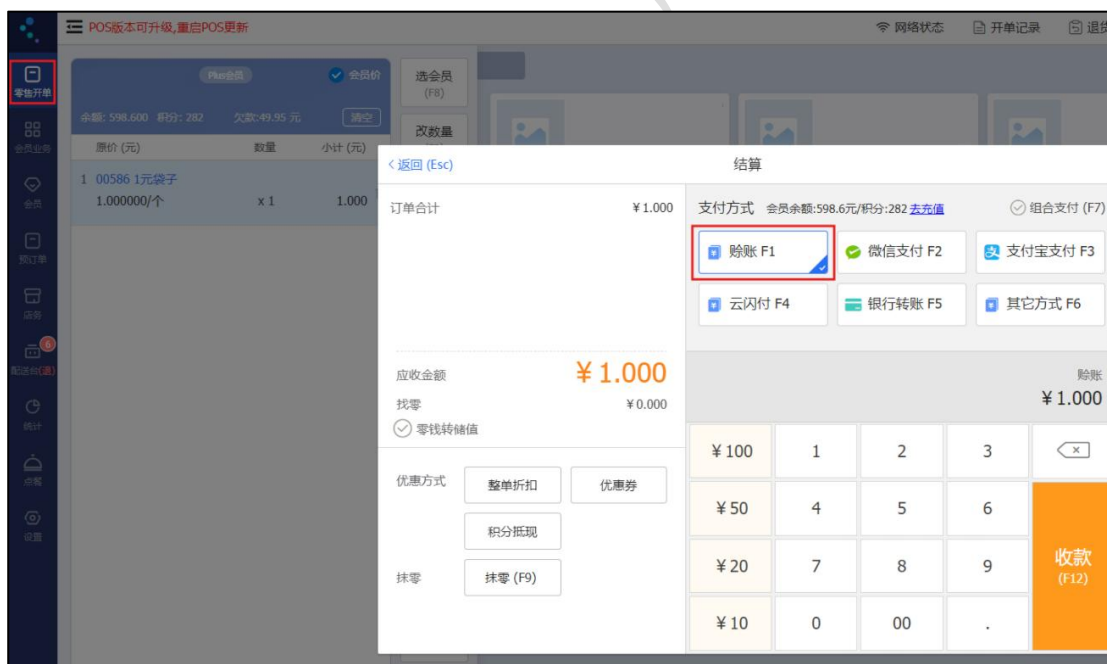 POS版本可升级,重启POS更新
网络状态
开单记录
退货
零售开单
会员业务
会员
预订单
店务
6
配送台(退)
统计
点餐
设置
Plus会员
会员价
余额: 598.600 积分: 282 欠款:49.95 元
清空
原价 (元) 数量 小计 (元)
1 00586 1元袋子
1.000000/个 x 1 1.000
选会员
(F8)
改数量
< 返回 (Esc)
结算
订单合计 ¥1.000
应收金额 ¥1.000
找零 ¥0.000
零钱转储值
优惠方式
整单折扣
优惠券
积分抵现
抹零
抹零 (F9)
支付方式 会员余额:598.6元/积分:282 去充值
组合支付 (F7)
赊账 F1
微信支付 F2
支付宝支付 F3
云闪付 F4
银行转账 F5
其它方式 F6
赊账
¥1.000
¥100 1 2 3 ×
¥50 4 5 6
¥20 7 8 9
¥10 0 00 .
收款
(F12)